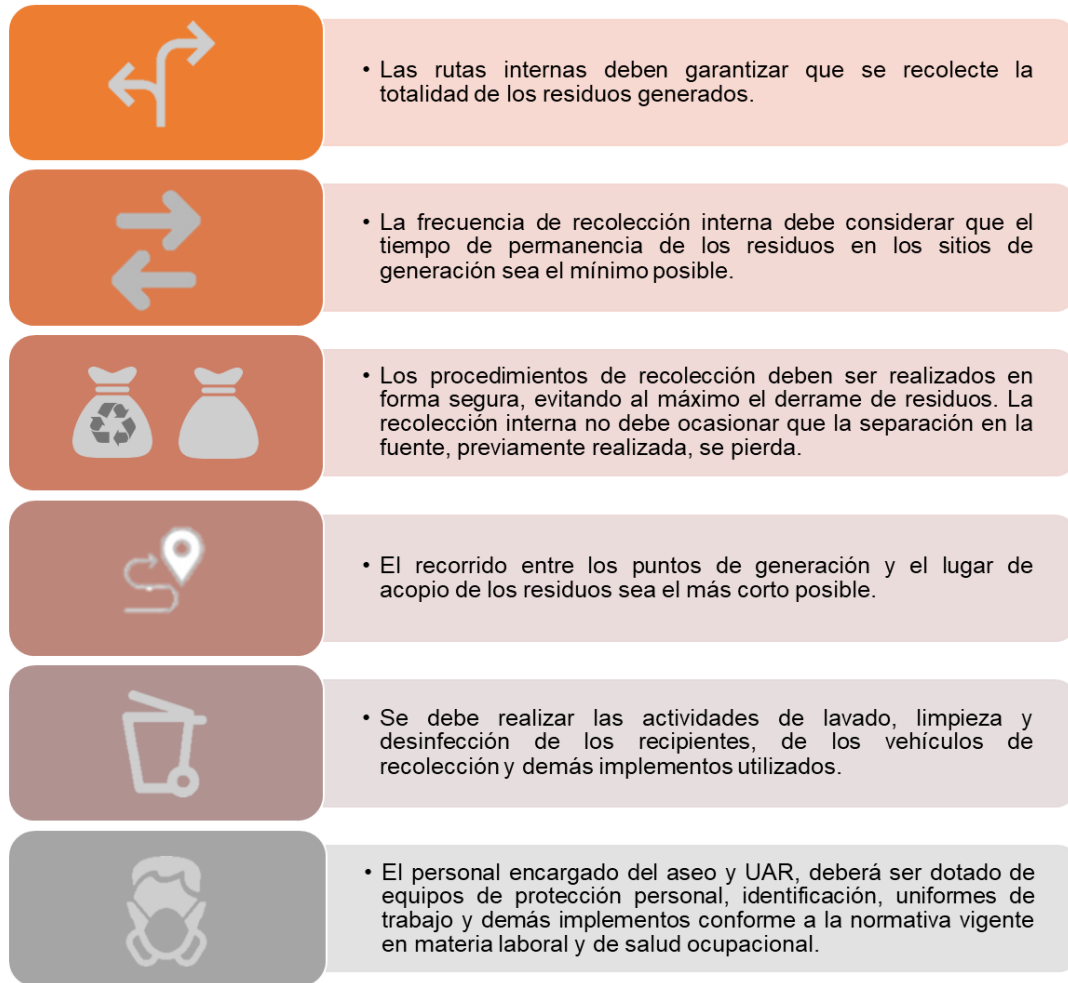 • Las rutas internas deben garantizar que se recolecte la
totalidad de los residuos generados.
• La frecuencia de recolección interna debe considerar que el
tiempo de permanencia de los residuos en los sitios de
generación sea el mínimo posible.
• Los procedimientos de recolección deben ser realizados en
forma segura, evitando al máximo el derrame de residuos. La
recolección interna no debe ocasionar que la separación en la
fuente, previamente realizada, se pierda.
• El recorrido entre los puntos de generación y el lugar de
acopio de los residuos sea el más corto posible.
• Se debe realizar las actividades de lavado, limpieza y
desinfección de los recipientes, de los vehículos de
recolección y demás implementos utilizados.
• El personal encargado del aseo y UAR, deberá ser dotado de
equipos de protección personal, identificación, uniformes de
trabajo y demás implementos conforme a la normativa vigente
en materia laboral y de salud ocupacional.